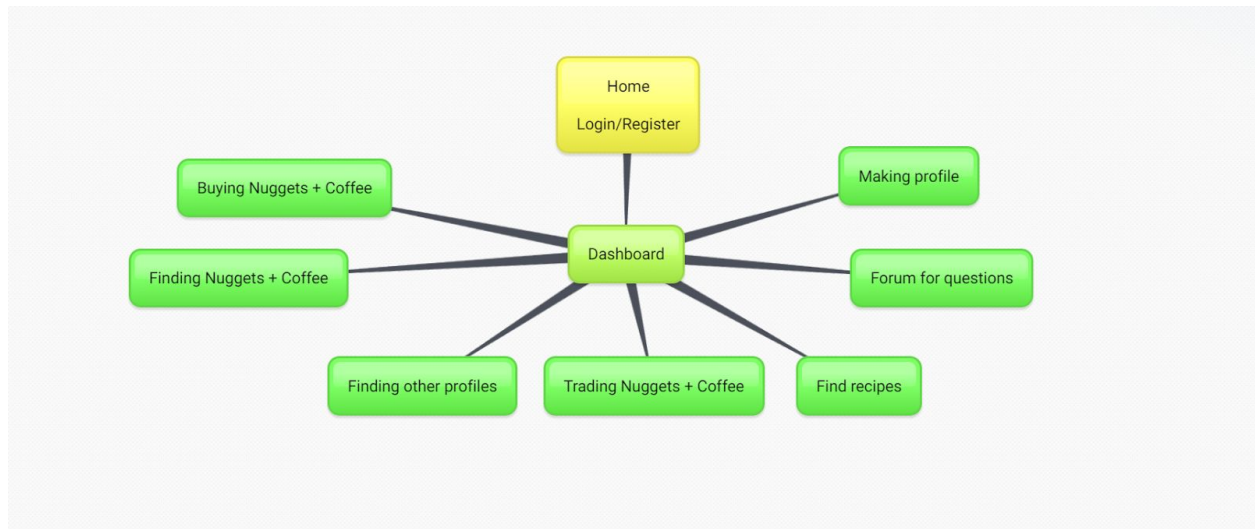 Home
Login/Register
Buying Nuggets + Coffee
Making profile
Dashboard
Finding Nuggets + Coffee
Forum for questions
Finding other profiles
Trading Nuggets + Coffee
Find recipes